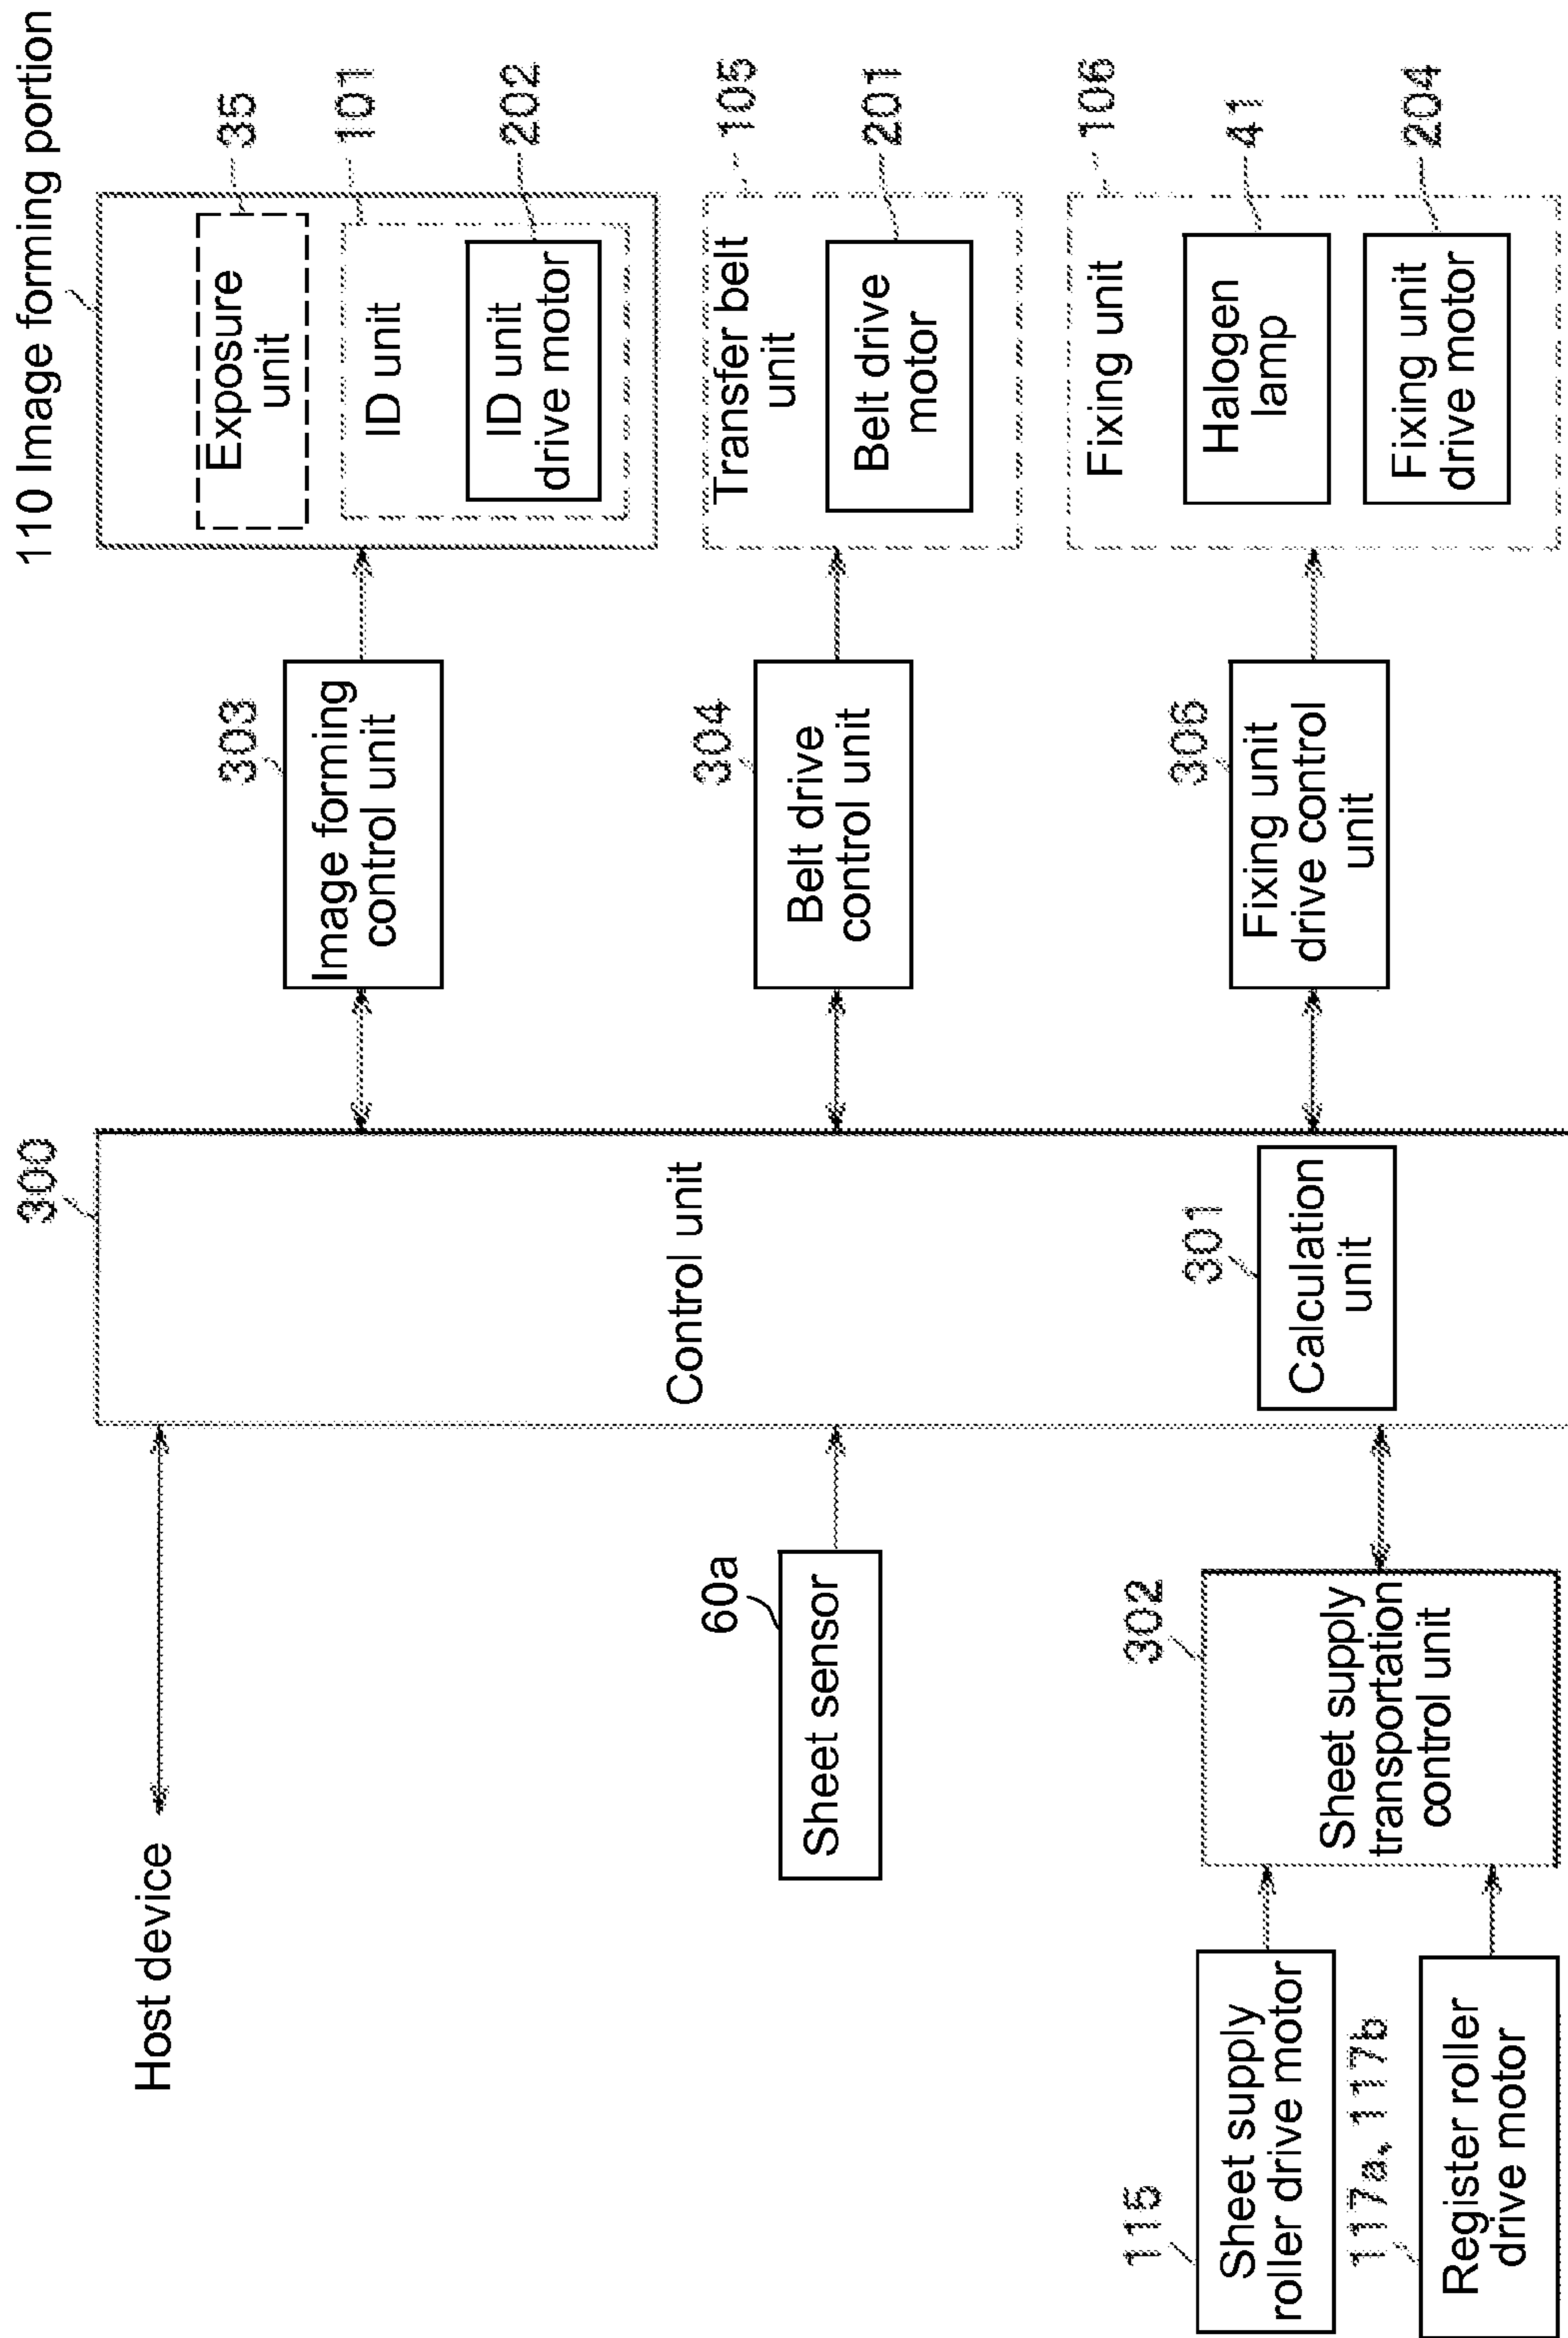 110 Image forming portion
Exposure
unit
35
ID unit
101
ID unit
drive motor
202
Transfer belt
unit
105
Belt drive
motor
201
Fixing unit
106
Halogen
lamp
41
Fixing unit
drive motor
204
303
Image forming
control unit
304
Belt drive
control unit
306
Fixing unit
drive control
unit
300
Control unit
301
Calculation
unit
Host device
60a
Sheet sensor
302
Sheet supply
transportation
control unit
115
Sheet supply
roller drive motor
117a, 117b
Register roller
drive motor